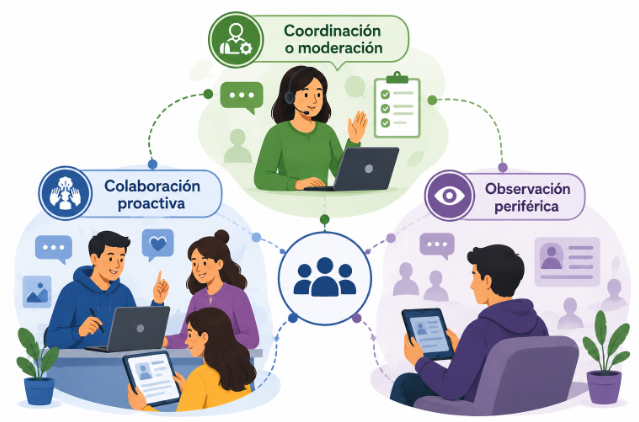 Coordinación
o moderación
Colaboración
proactiva
Observación
periférica